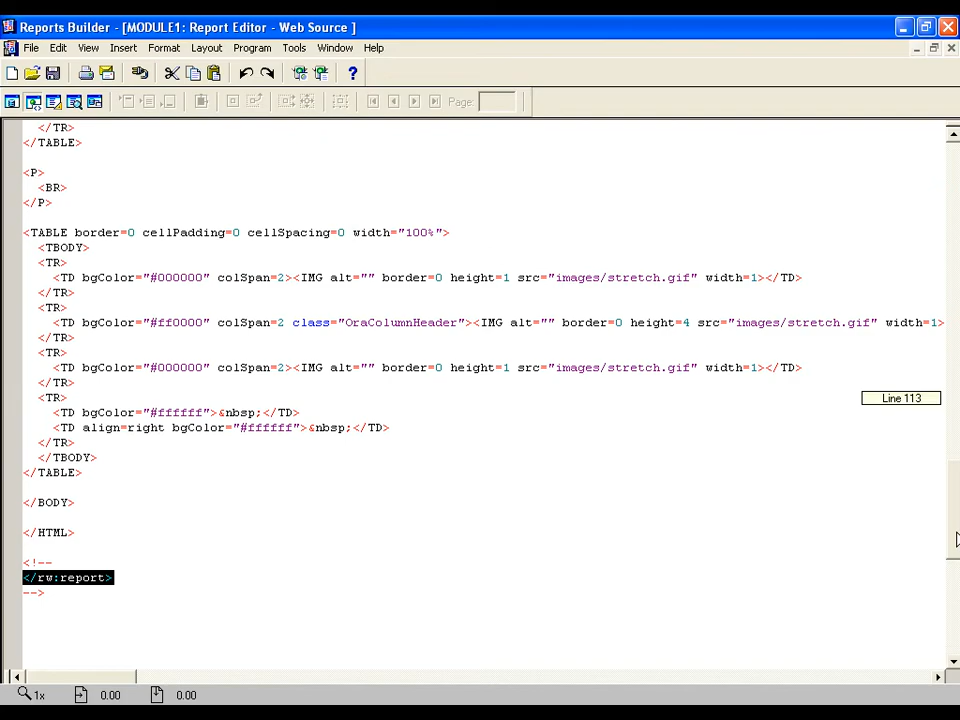 Reports Builder - [MODULE1: Report Editor - Web Source ]
File Edit View Insert Format Layout Program Tools Window Help
Page:
</TR>
</TABLE>
<P>
<BR>
</P>
<TABLE border=0 cellPadding=0 cellSpacing=0 width="100%">
<TBODY>
<TR>
<TD bgColor="#000000" colSpan=2><IMG alt="" border=0 height=1 src="images/stretch.gif" width=1></TD>
</TR>
<TR>
<TD bgColor="#ff0000" colSpan=2 class="OraColumnHeader"><IMG alt="" border=0 height=4 src="images/stretch.gif" width=1>
</TR>
<TR>
<TD bgColor="#000000" colSpan=2><IMG alt="" border=0 height=1 src="images/stretch.gif" width=1></TD>
</TR>
<TR>
Line 113
<TD bgColor="#ffffff">&nbsp;</TD>
<TD align=right bgColor="#ffffff">&nbsp;</TD>
</TR>
</TBODY>
</TABLE>
</BODY>
</HTML>
<!--
</rw:report>
-->
1x 0.00 0.00